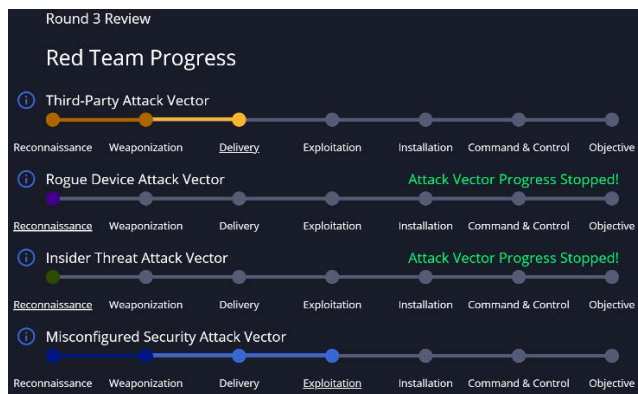 Round 3 Review
Red Team Progress
Third-Party Attack Vector
Reconnaissance Weaponization Delivery Exploitation Installation Command & Control Objective
Rogue Device Attack Vector Attack Vector Progress Stopped!
Reconnaissance Weaponization Delivery Exploitation Installation Command & Control Objective
Insider Threat Attack Vector Attack Vector Progress Stopped!
Reconnaissance Weaponization Delivery Exploitation Installation Command & Control Objective
Misconfigured Security Attack Vector
Reconnaissance Weaponization Delivery Exploitation Installation Command & Control Objective